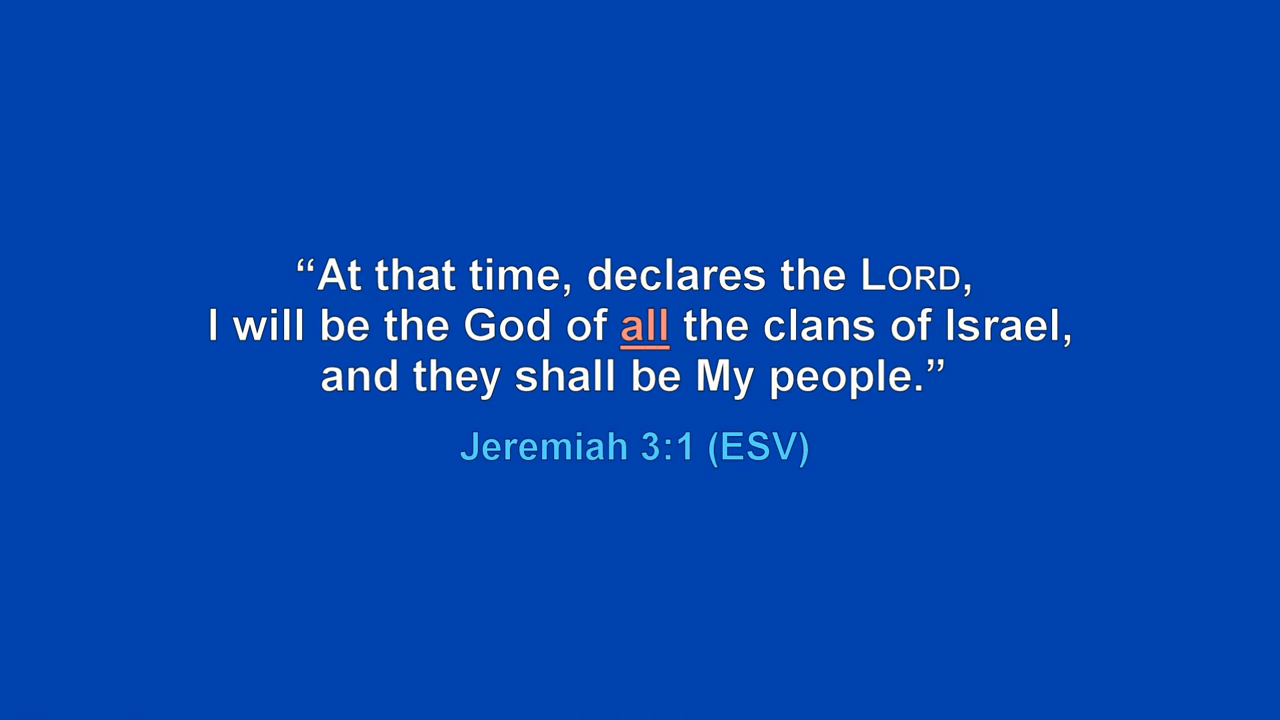 “At that time, declares the LORD,
I will be the God of all the clans of Israel,
and they shall be My people.”
Jeremiah 3:1 (ESV)